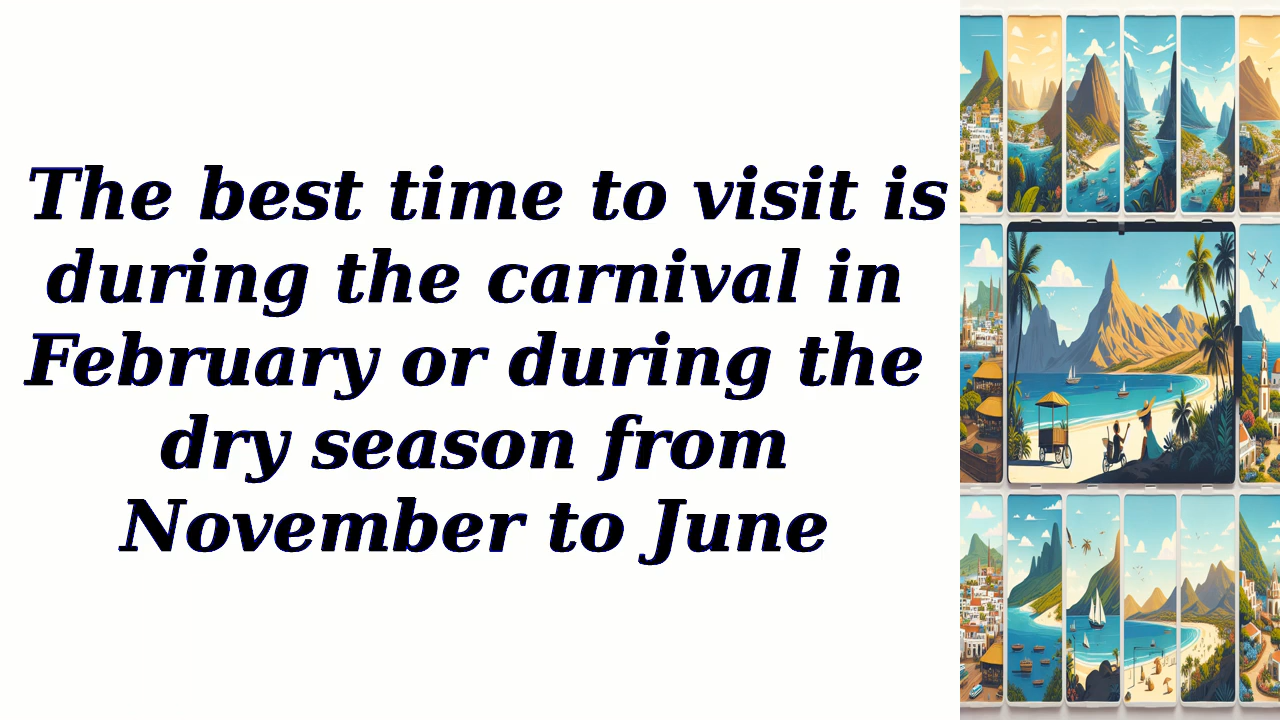 The best time to visit is
during the carnival in
February or during the
dry season from
November to June